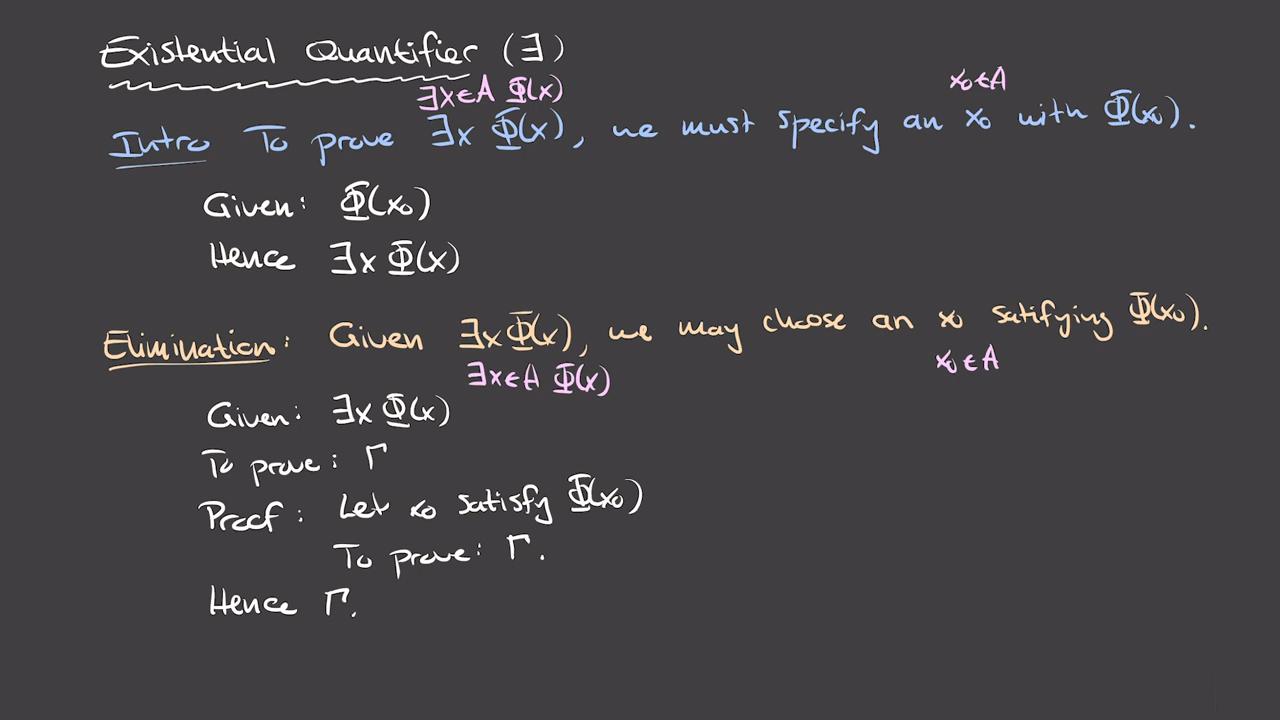 Existential Quantifier (∃)
∃x∈A Φ(x) x₀∈A
Intro To prove ∃x Φ(x), we must specify an x₀ with Φ(x₀).
Given: Φ(x₀)
Hence ∃x Φ(x)
Elimination: Given ∃x Φ(x), we may choose an x₀ satifying Φ(x₀).
∃x∈A Φ(x) x₀∈A
Given: ∃x Φ(x)
To prove: Γ
Proof: Let x₀ satisfy Φ(x₀)
To prove: Γ.
Hence Γ.